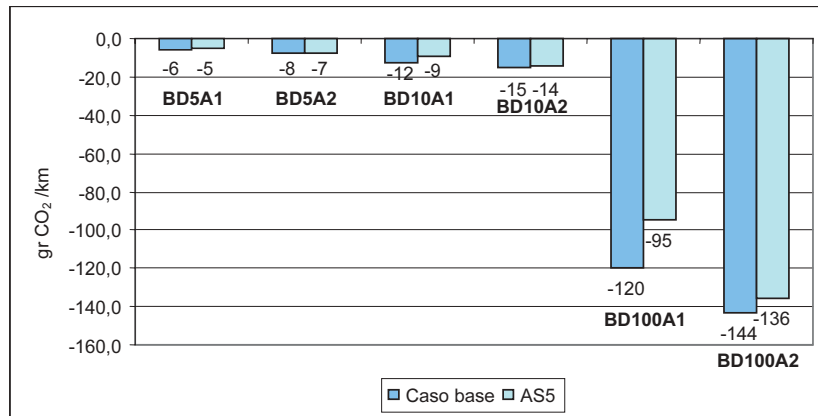 0,0
-20,0
-40,0
-60,0
-80,0
-100,0
-120,0
-140,0
-160,0
gr CO₂ /km
-6 -5
BD5A1
-8 -7
BD5A2
-12 -9
BD10A1
-15 -14
BD10A2
-120 -95
BD100A1
-144 -136
BD100A2
Caso base AS5